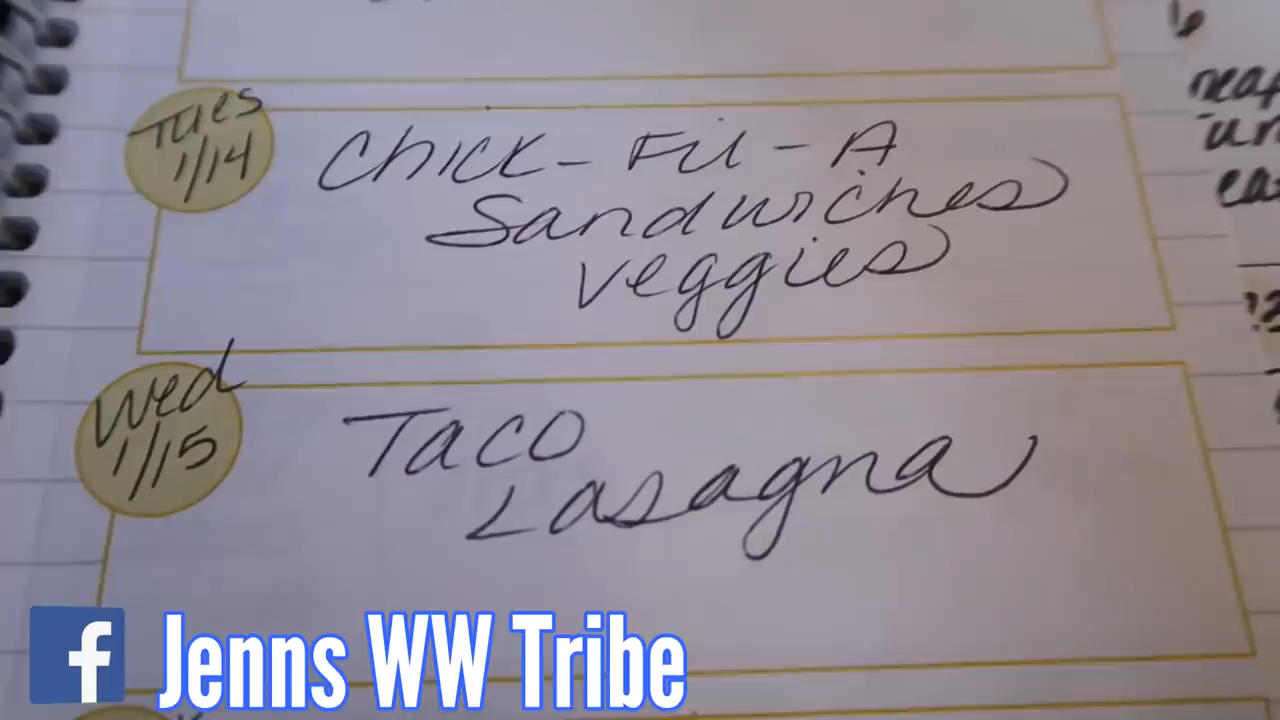 Tues
1/14
Chick-Fil-A
Sandwiches
veggies
Wed
1/15
Taco
Lasagna
f Jenns WW Tribe